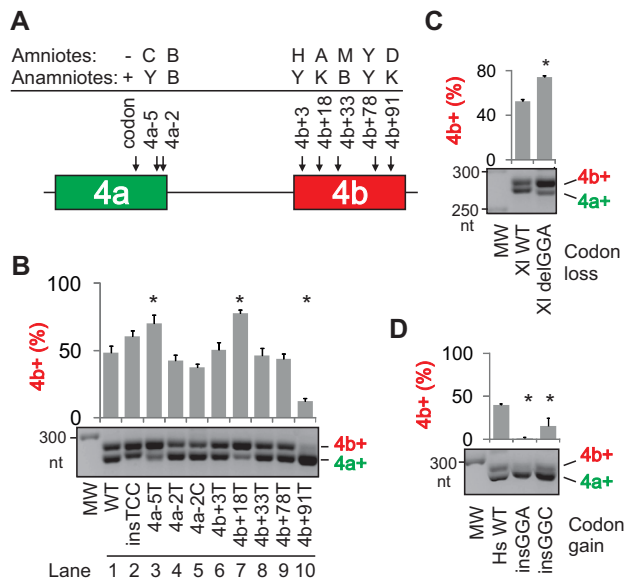 A
Amniotes: - C B H A M Y D
Anamniotes: + Y B Y K B Y K
codon 4a-5 4a-2 4b+3 4b+18 4b+33 4b+78 4b+91
4a 4b
B
4b+ (%)
100
50
0
* * *
300
nt
4b+
4a+
MW WT insTCC 4a-5T 4a-2T 4a-2C 4b+3T 4b+18T 4b+33T 4b+78T 4b+91T
Lane 1 2 3 4 5 6 7 8 9 10
C
4b+ (%)
80
40
0
*
300
250
nt
4b+
4a+
MW Xl WT Xl delGGA
Codon
loss
D
4b+ (%)
100
50
0
* *
300
nt
4b+
4a+
MW Hs WT insGGA insGGC
Codon
gain